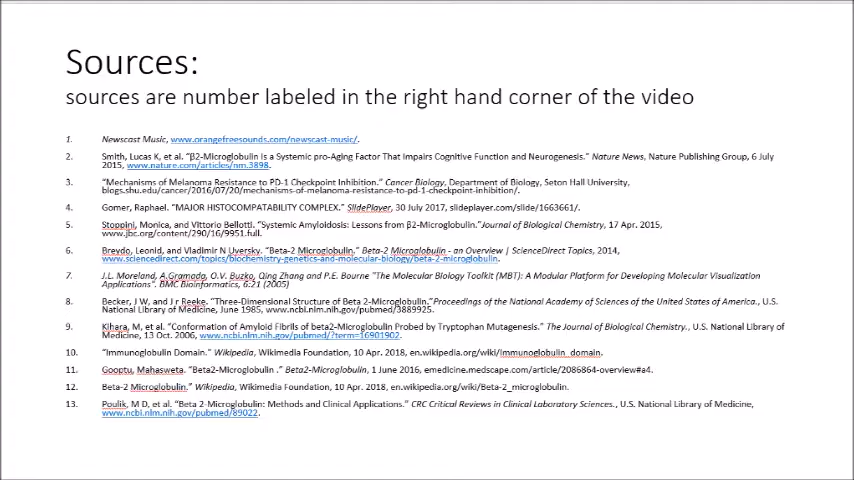 Sources:
sources are number labeled in the right hand corner of the video
1. Newscast Music, www.orangefreesounds.com/newscast-music/.
2. Smith, Lucas K, et al. "β2-Microglobulin Is a Systemic pro-Aging Factor That Impairs Cognitive Function and Neurogenesis." Nature News, Nature Publishing Group, 6 July
2015, www.nature.com/articles/nm.3898.
3. "Mechanisms of Melanoma Resistance to PD-1 Checkpoint Inhibition." Cancer Biology, Department of Biology, Seton Hall University,
blogs.shu.edu/cancer/2016/07/20/mechanisms-of-melanoma-resistance-to-pd-1-checkpoint-inhibition/.
4. Gomer, Raphael. "MAJOR HISTOCOMPATABILITY COMPLEX." SlidePlayer, 30 July 2017, slideplayer.com/slide/1663661/.
5. Stoppini, Monica, and Vittorio Bellotti. "Systemic Amyloidosis: Lessons from β2-Microglobulin."Journal of Biological Chemistry, 17 Apr. 2015,
www.jbc.org/content/290/16/9951.full.
6. Breydo, Leonid, and Vladimir N Uversky. "Beta-2 Microglobulin." Beta-2 Microglobulin - an Overview | ScienceDirect Topics, 2014,
www.sciencedirect.com/topics/biochemistry-genetics-and-molecular-biology/beta-2-microglobulin.
7. J.L. Moreland, A.Gramada, O.V. Buzko, Qing Zhang and P.E. Bourne "The Molecular Biology Toolkit (MBT): A Modular Platform for Developing Molecular Visualization
Applications". BMC Bioinformatics, 6:21 (2005)
8. Becker, J W, and J r Reeke. "Three-Dimensional Structure of Beta 2-Microglobulin."Proceedings of the National Academy of Sciences of the United States of America., U.S.
National Library of Medicine, June 1985, www.ncbi.nlm.nih.gov/pubmed/3889925.
9. Kihara, M, et al. "Conformation of Amyloid Fibrils of beta2-Microglobulin Probed by Tryptophan Mutagenesis." The Journal of Biological Chemistry., U.S. National Library of
Medicine, 13 Oct. 2006, www.ncbi.nlm.nih.gov/pubmed/?term=16901902.
10. "Immunoglobulin Domain." Wikipedia, Wikimedia Foundation, 10 Apr. 2018, en.wikipedia.org/wiki/Immunoglobulin_domain.
11. Gooptu, Mahasweta. "Beta2-Microglobulin ." Beta2-Microglobulin, 1 June 2016, emedicine.medscape.com/article/2086864-overview#a4.
12. Beta-2 Microglobulin." Wikipedia, Wikimedia Foundation, 10 Apr. 2018, en.wikipedia.org/wiki/Beta-2_microglobulin.
13. Poulik, M D, et al. "Beta 2-Microglobulin: Methods and Clinical Applications." CRC Critical Reviews in Clinical Laboratory Sciences., U.S. National Library of Medicine,
www.ncbi.nlm.nih.gov/pubmed/89022.